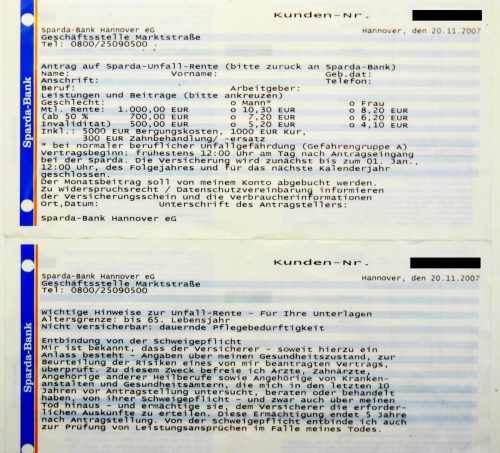 Kunden-Nr.
Sparda-Bank Hannover eG
Hannover, den 20.11.2007
Geschäftsstelle Marktstraße
Tel: 0800/25090500
Antrag auf Sparda-Unfall-Rente (bitte zurück an Sparda-Bank)
Name: Vorname: Geb.dat:
Anschrift: Telefon:
Beruf: Arbeitgeber:
Leistungen und Beiträge (bitte ankreuzen)
Geschlecht: o Mann* o Frau
Mtl. Rente: 1.000,00 EUR o 10,30 EUR o 8,20 EUR
(ab 50 % 700,00 EUR o 7,20 EUR o 6,20 EUR
Invalidität) 500,00 EUR o 5,20 EUR o 4,10 EUR
Inkl.: 5000 EUR Bergungskosten, 1000 EUR Kur,
300 EUR Zahnbehandlung/ -ersatz
* bei normaler beruflicher Unfallgefährdung (Gefahrengruppe A)
Vertragsbeginn: frühstens 12:00 Uhr am Tag nach Antragseingang
bei der Sparda. Die Versicherung wird zunächst bis zum 01. Jan.,
12:00 Uhr, des Folgejahres und für das nächste Kalenderjahr
geschlossen.
Der Monatsbeitrag soll von meinem Konto abgebucht werden.
Zu widerspruchsrecht / Datenschutzvereinbarung informieren
der Versicherungsschein und die Verbraucherinformationen
Ort,Datum: Unterschrift des Antragstellers:
Sparda-Bank Hannover eG
Sparda-Bank
Kunden-Nr.
Sparda-Bank Hannover eG
Hannover, den 20.11.2007
Geschäftsstelle Marktstraße
Tel: 0800/25090500
Wichtige Hinweise zur Unfall-Rente - Für Ihre Unterlagen
Altersgrenze: bis 65. Lebensjahr
Nicht versicherbar: dauernde Pflegebedürftigkeit
Entbindung von der Schweigepflicht
Mir ist bekannt, dass der Versicherer - soweit hierzu ein
Anlass besteht - Angaben über meinen Gesundheitszustand, zur
Beurteilung der Risiken eines von mir beantragten Vertrags,
überprüft. Zu diesem Zweck befreie ich Ärzte, Zahnärzte,
Angehörige anderer Heilberufe sowie Angehörige von Kranken-
anstalten und Gesundheitsämtern, die mich in den letzten 10
Jahren vor Antragstellung untersucht, beraten oder behandelt
haben, von ihrer Schweigepflicht - und zwar auch über meinen
Tod hinaus - und ermächtige sie, dem Versicherer die erforder-
lichen Auskünfte zu erteilen. Diese Ermächtigung endet 5 Jahre
nach Antragstellung. Von der Schweigepflicht entbinde ich auch
zur Prüfung von Leistungsansprüchen im Falle meines Todes.
Sparda-Bank